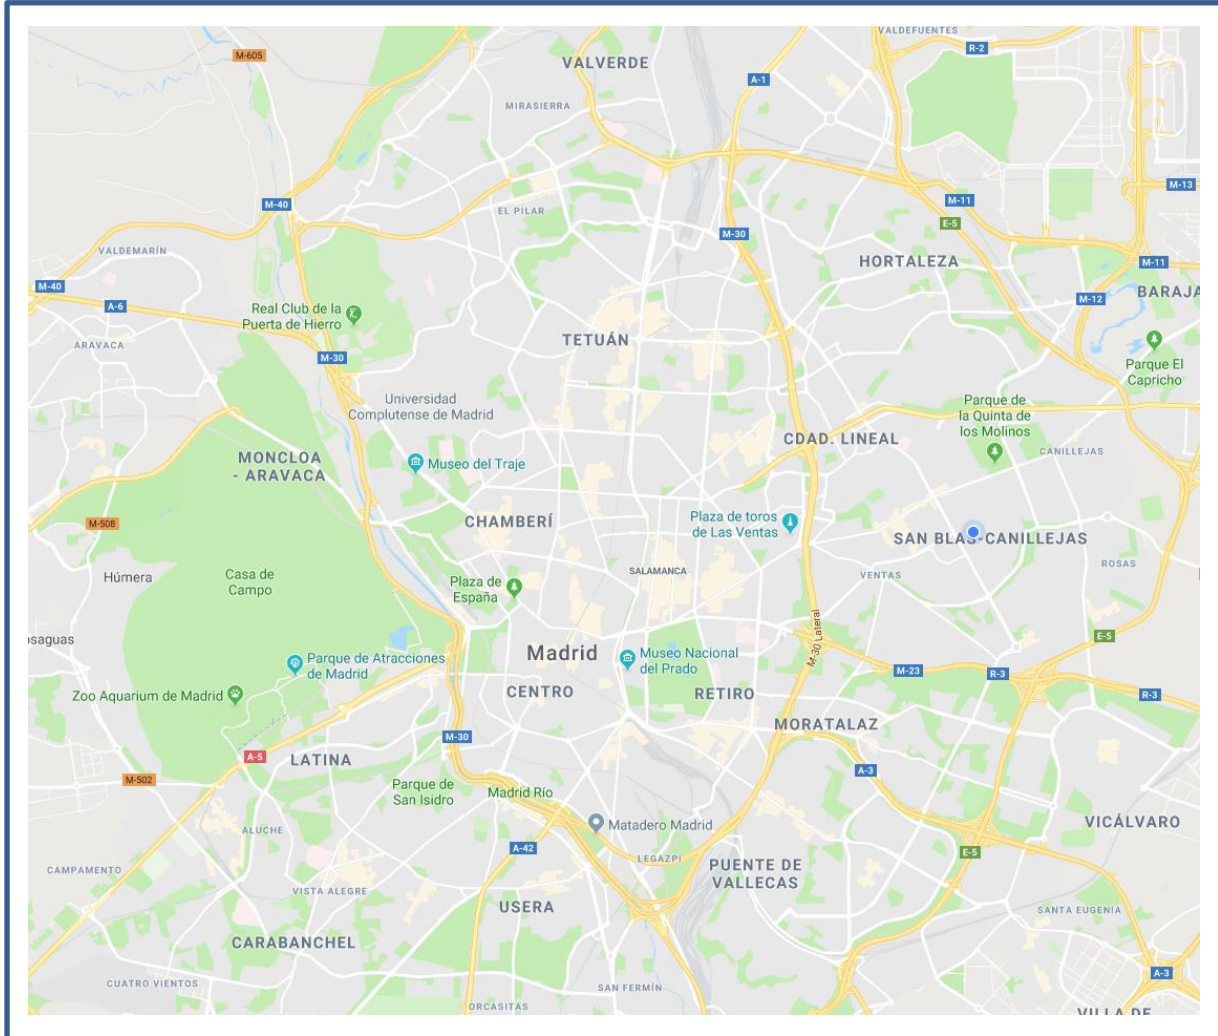 VALDEFUENTES
R-2
M-605
VALVERDE
A-1
MIRASIERRA
M-13
M-11
M-40
EL PILAR
E-5
M-30
VALDEMARÍN
HORTALEZA
M-11
M-40
BARAJA
M-12
A-6
Real Club de la
Puerta de Hierro
TETUÁN
ARAVACA
M-30
Parque El
Capricho
Universidad
Complutense de Madrid
Parque de
la Quinta de
los Molinos
CDAD. LINEAL
CANILLEJAS
MONCLOA
- ARAVACA
Museo del Traje
M-508
CHAMBERÍ
Plaza de toros
de Las Ventas
SAN BLAS-CANILLEJAS
ROSAS
Húmera
Casa de
Campo
Plaza de
España
SALAMANCA
VENTAS
M-30 Lateral
osaguas
E-5
Madrid
Museo Nacional
del Prado
Parque de Atracciones
de Madrid
M-23
R-3
Zoo Aquarium de Madrid
CENTRO
RETIRO
R-3
MORATALAZ
M-30
A-5
LATINA
A-3
M-502
Parque de
San Isidro
Madrid Río
Matadero Madrid
VICÁLVARO
ALUCHE
A-42
LEGAZPI
E-5
CAMPAMENTO
PUENTE DE
VALLECAS
VISTA ALEGRE
USERA
SANTA EUGENIA
CARABANCHEL
A-3
CUATRO VIENTOS
SAN FERMÍN
ORCASITAS
VILLA DE